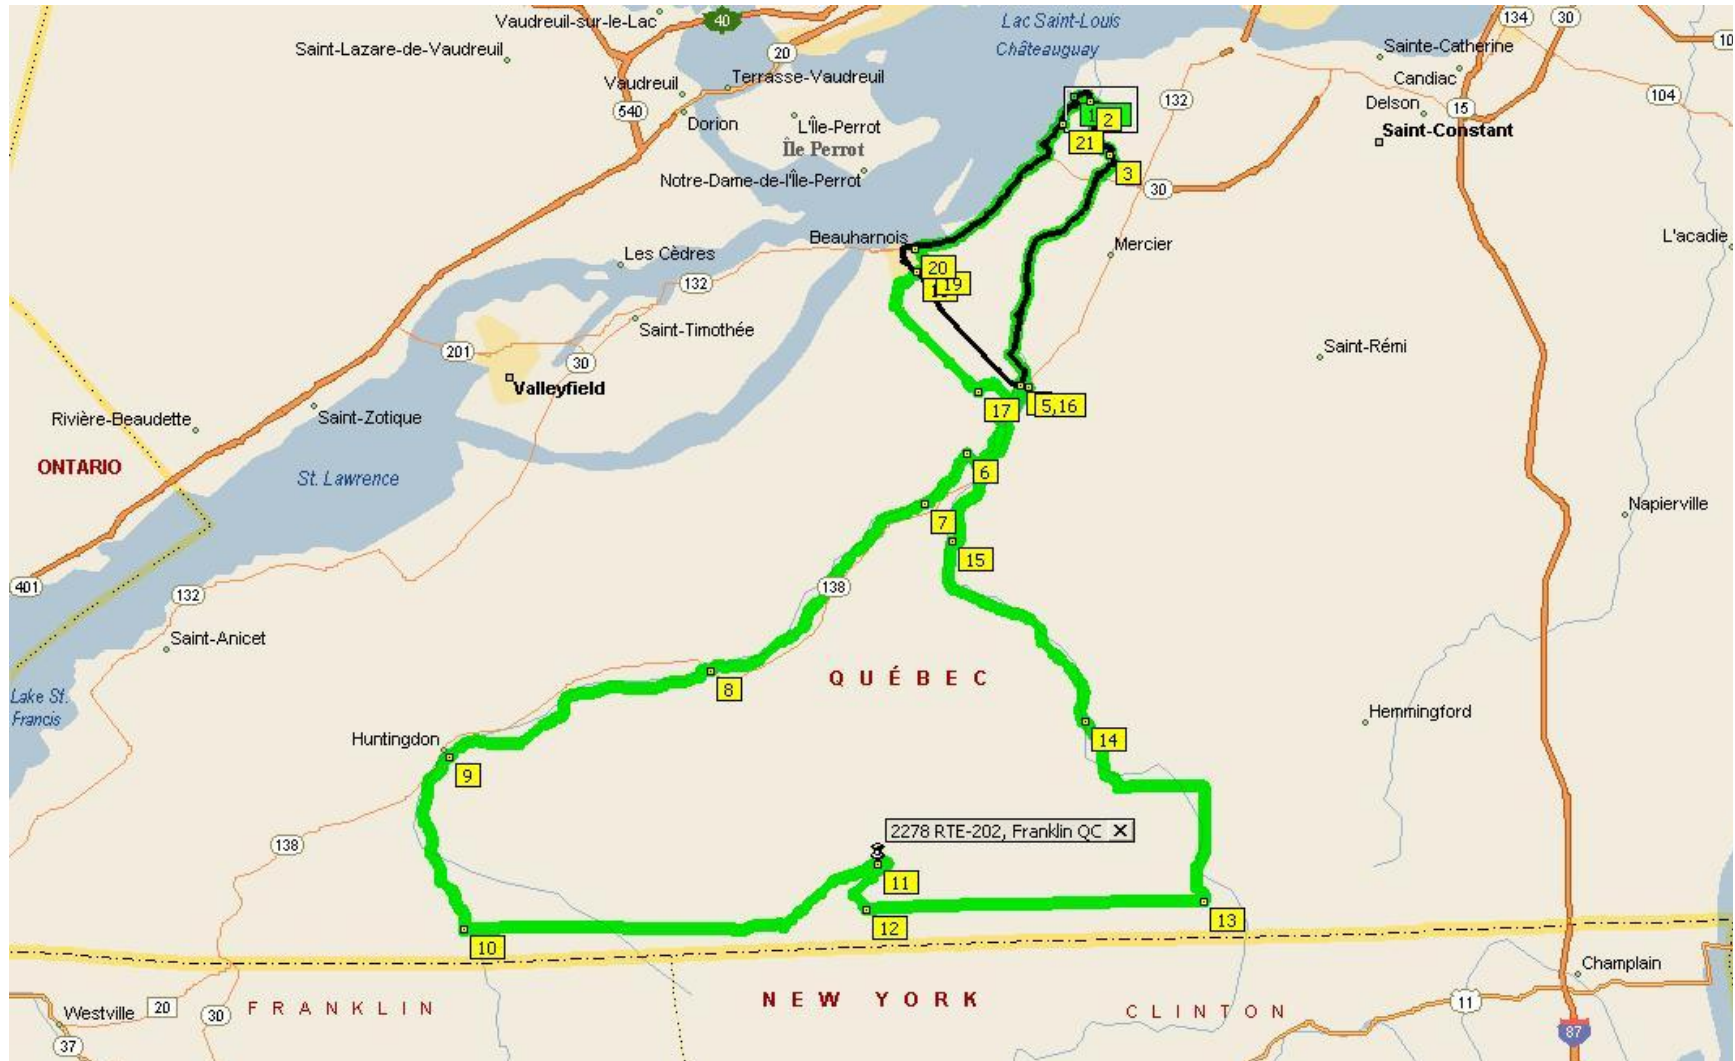 Vaudreuil-sur-le-Lac
40
Lac Saint-Louis
134
30
Saint-Lazare-de-Vaudreuil
20
Châteauguay
Sainte-Catherine
10
Vaudreuil
Terrasse-Vaudreuil
Candiac
540
132
Delson
15
104
Dorion
L'Île-Perrot
1
2
Saint-Constant
Île Perrot
21
Notre-Dame-de-l'Île-Perrot
3
30
Beauharnois
Mercier
L'acadie
Les Cèdres
20
19
132
Saint-Timothée
201
30
Saint-Rémi
Valleyfield
Rivière-Beaudette
Saint-Zotique
17
5,16
ONTARIO
St. Lawrence
6
Napierville
7
15
401
132
138
Saint-Anicet
QUÉBEC
Lake St.
Francis
8
Hemmingford
Huntingdon
14
9
2278 RTE-202, Franklin QC
138
11
12
13
10
Champlain
Westville
20
30
FRANKLIN
NEW YORK
CLINTON
11
37
87